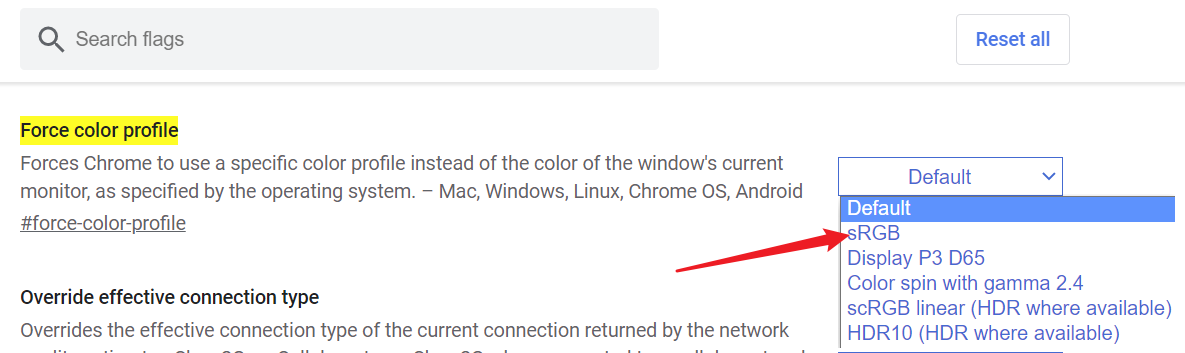 Search flags
Reset all
Force color profile
Forces Chrome to use a specific color profile instead of the color of the window's current
monitor, as specified by the operating system. – Mac, Windows, Linux, Chrome OS, Android
#force-color-profile
Default
Default
sRGB
Display P3 D65
Color spin with gamma 2.4
scRGB linear (HDR where available)
HDR10 (HDR where available)
Override effective connection type
Overrides the effective connection type of the current connection returned by the network